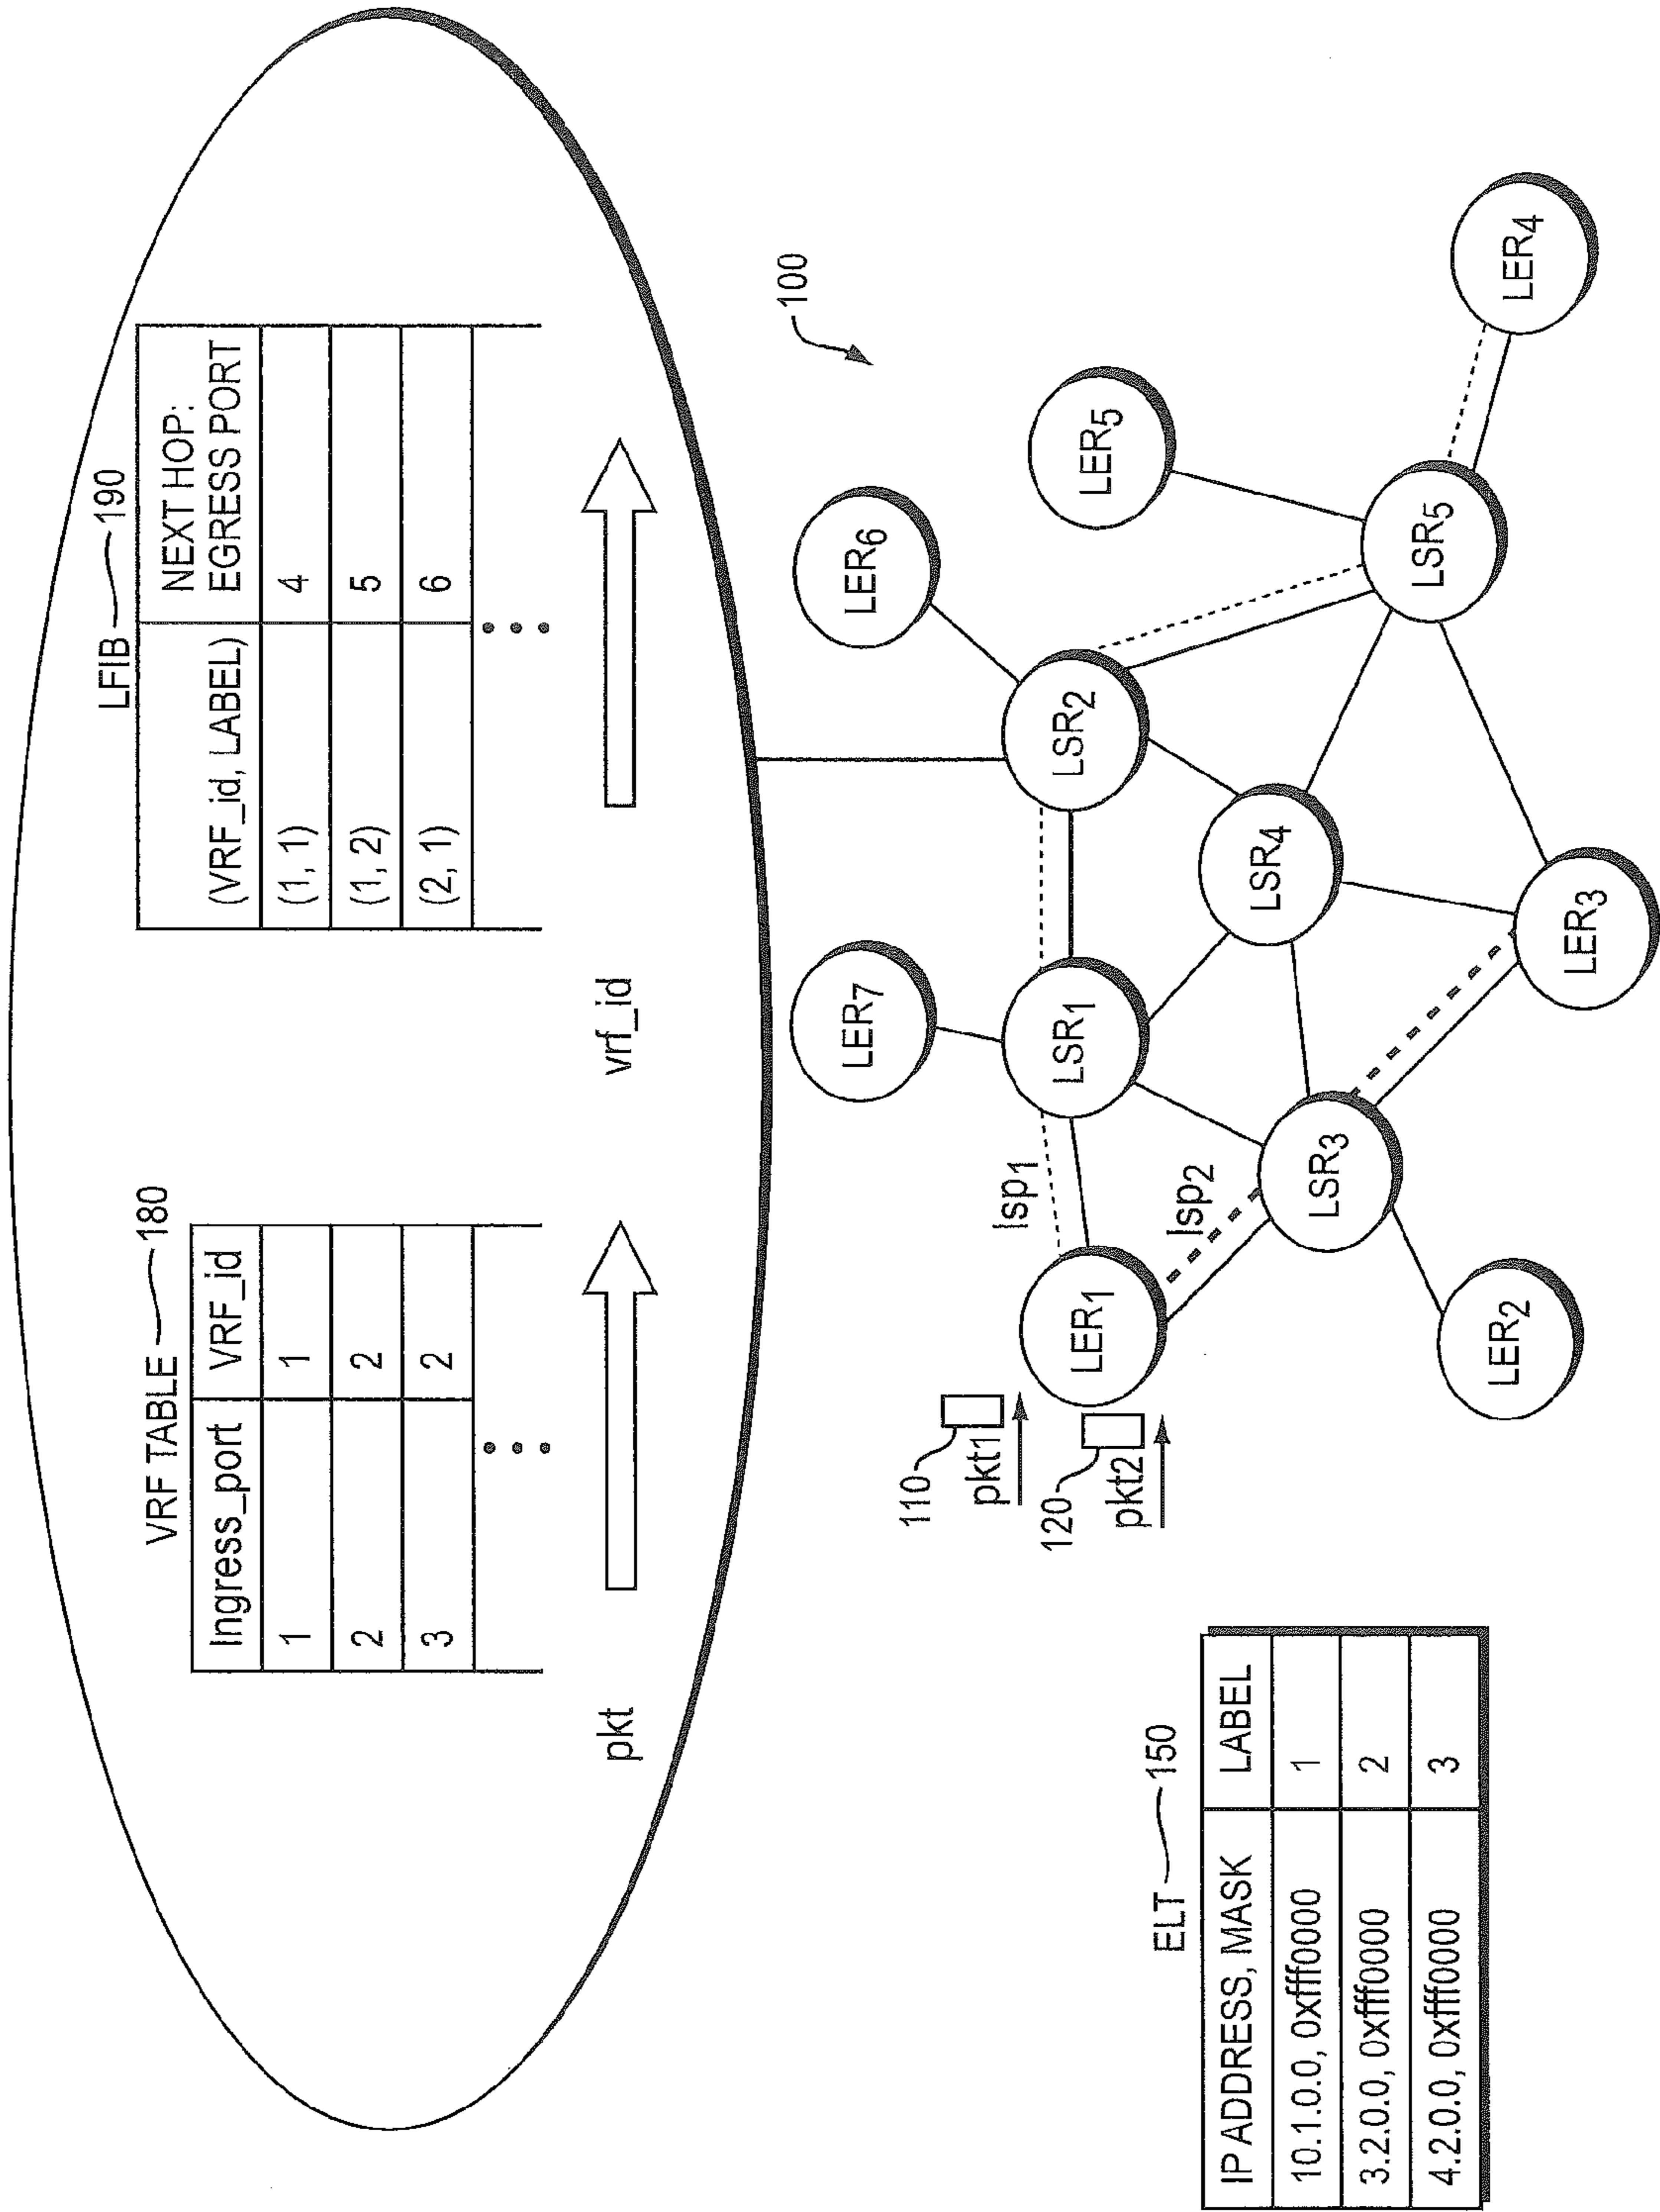 VRF TABLE 180
Ingress_port VRF_id
1 1
2 2
3 2
LFIB 190
(VRF_id, LABEL) NEXT HOP: EGRESS PORT
(1, 1) 4
(1, 2) 5
(2, 1) 6
pkt
vrf_id
100
LER7
LER6
LER5
LER4
LSR1
LSR2
LSR4
LSR5
lsp1
lsp2
110
pkt1
120
pkt2
LER1
LSR3
LER2
LER3
ELT 150
IP ADDRESS, MASK LABEL
10.1.0.0, 0xfff0000 1
3.2.0.0, 0xfff0000 2
4.2.0.0, 0xfff0000 3